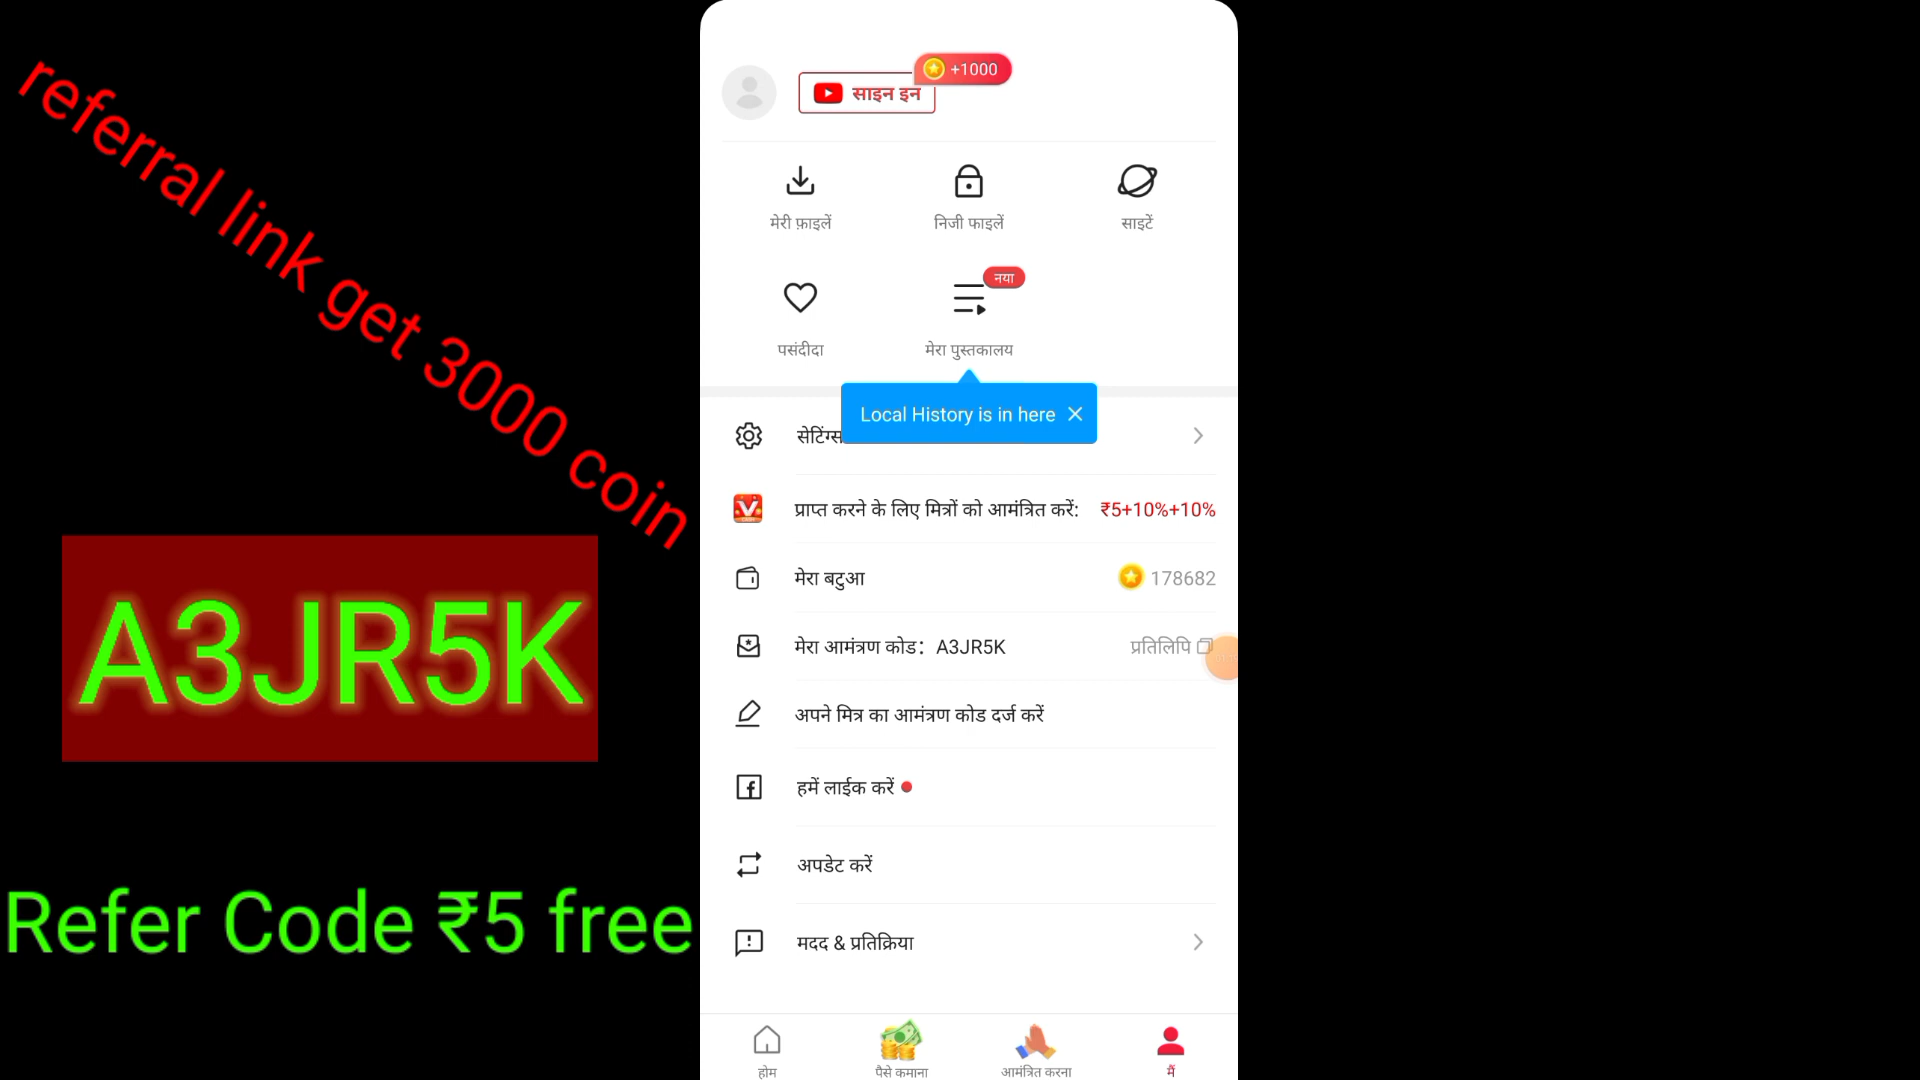 referral link get 3000 coin
A3JR5K
Refer Code ₹5 free
+1000
साइन इन
मेरी फ़ाइलें
निजी फाइलें
साइटें
नया
पसंदीदा
मेरा पुस्तकालय
Local History is in here
सेटिंग्स
प्राप्त करने के लिए मित्रों को आमंत्रित करें: ₹5+10%+10%
मेरा बटुआ 178682
मेरा आमंत्रण कोड: A3JR5K प्रतिलिपि
अपने मित्र का आमंत्रण कोड दर्ज करें
हमें लाईक करें
अपडेट करें
मदद & प्रतिक्रिया
होम पैसे कमाना आमंत्रित करना मैं